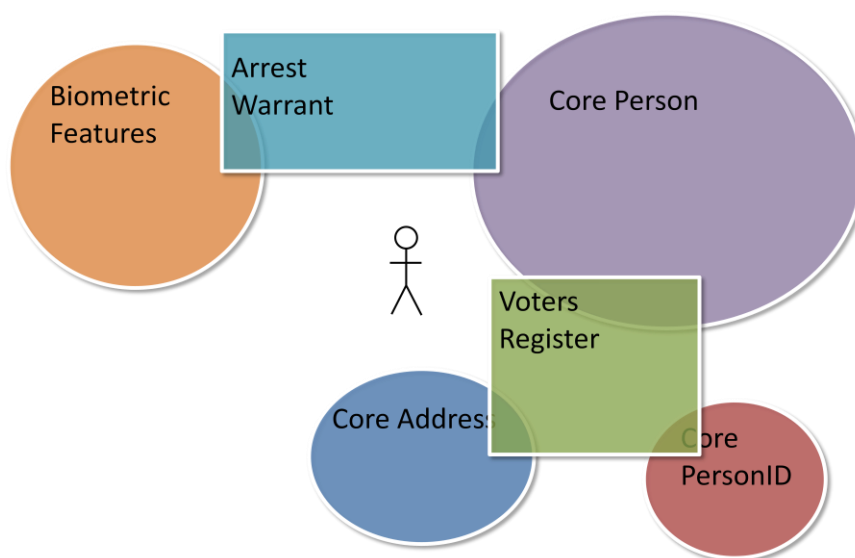 Biometric
Features
Arrest
Warrant
Core Person
Voters
Register
Core Address
Core
PersonID